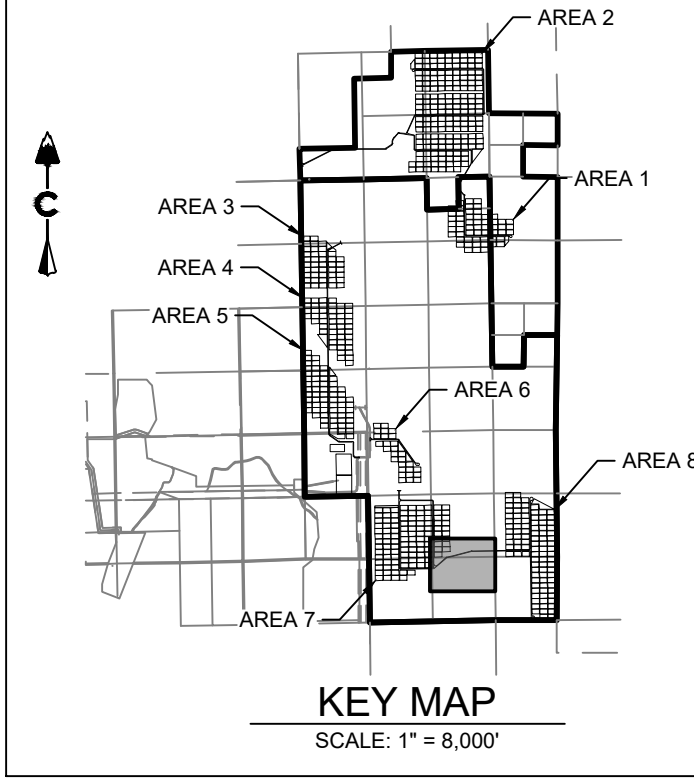 AREA 2
AREA 1
AREA 3
AREA 4
AREA 5
AREA 6
AREA 8
AREA 7
C
KEY MAP
SCALE: 1" = 8,000'